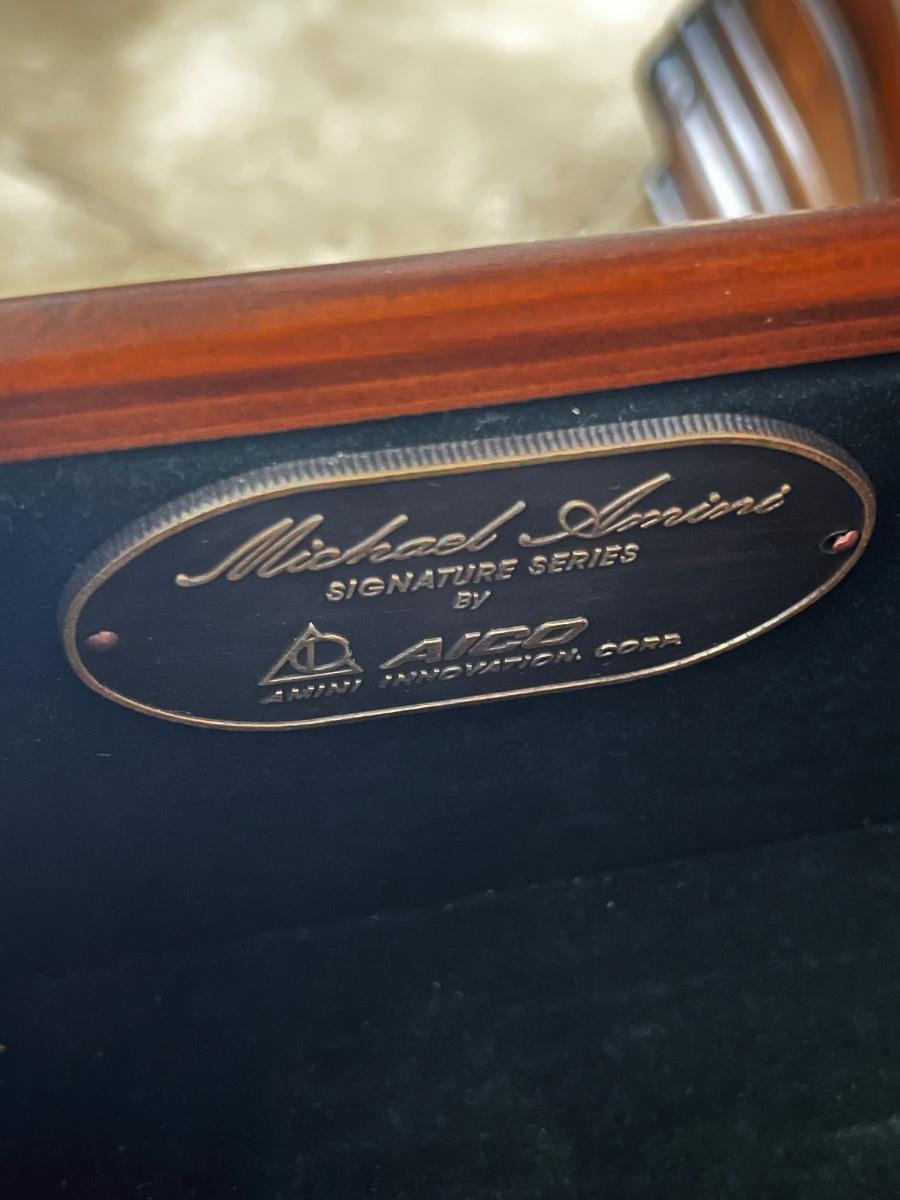 Michael Amini
SIGNATURE SERIES
BY
AICO
AMINI INNOVATION. CORP.